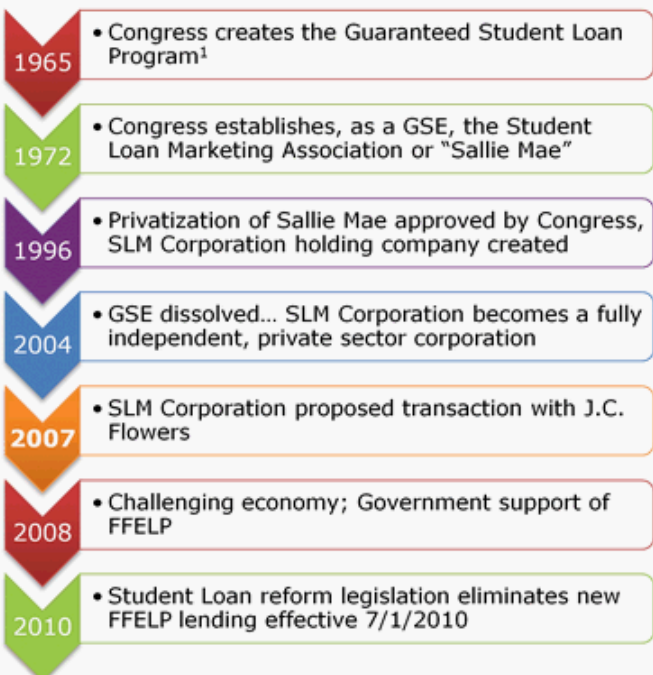 1965
• Congress creates the Guaranteed Student Loan
Program¹
1972
• Congress establishes, as a GSE, the Student
Loan Marketing Association or “Sallie Mae”
1996
• Privatization of Sallie Mae approved by Congress,
SLM Corporation holding company created
2004
• GSE dissolved... SLM Corporation becomes a fully
independent, private sector corporation
2007
• SLM Corporation proposed transaction with J.C.
Flowers
2008
• Challenging economy; Government support of
FFELP
2010
• Student Loan reform legislation eliminates new
FFELP lending effective 7/1/2010